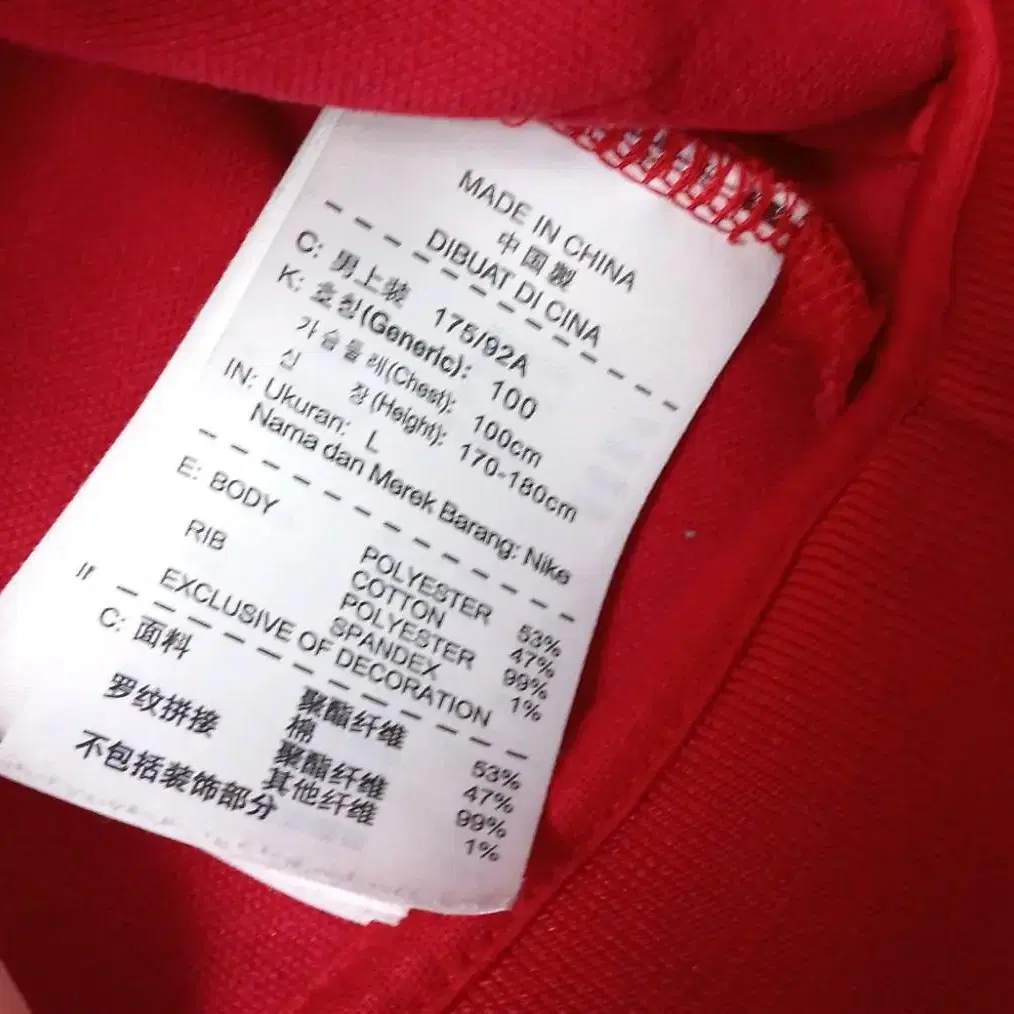 MADE IN CHINA
中国製
DIBUAT DI CINA
C: 男上装 175/92A
K: 호칭(Generic): 100
가슴둘레(Chest): 100cm
신 장(Height): 170-180cm
IN: Ukuran: L
Nama dan Merek Barang: Nike
E: BODY POLYESTER 53%
COTTON 47%
RIB POLYESTER 99%
SPANDEX 1%
EXCLUSIVE OF DECORATION
C: 面料 聚酯纤维 53%
棉 47%
罗纹拼接 聚酯纤维 99%
其他纤维 1%
不包括装饰部分